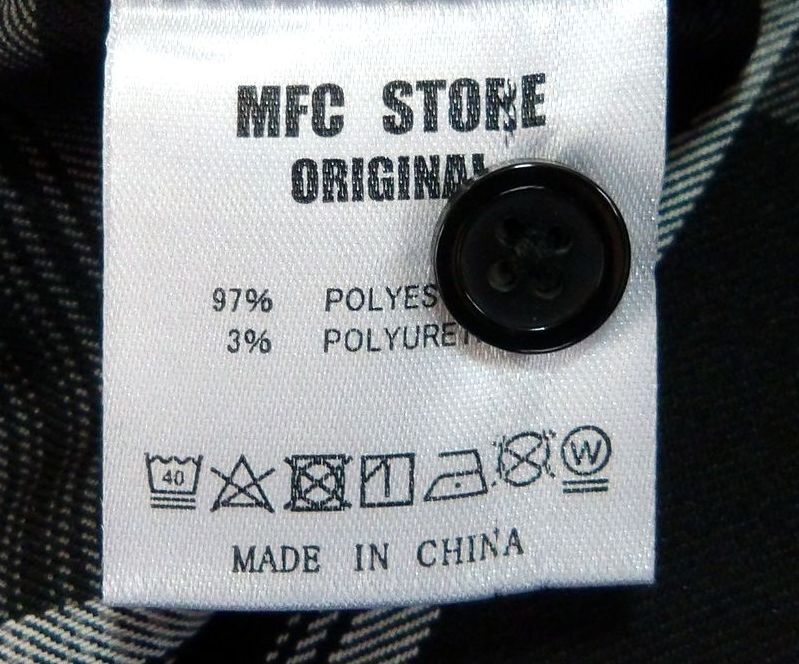 MFC STORE
ORIGINAL
97% POLYES
3% POLYURET
40
W
MADE IN CHINA